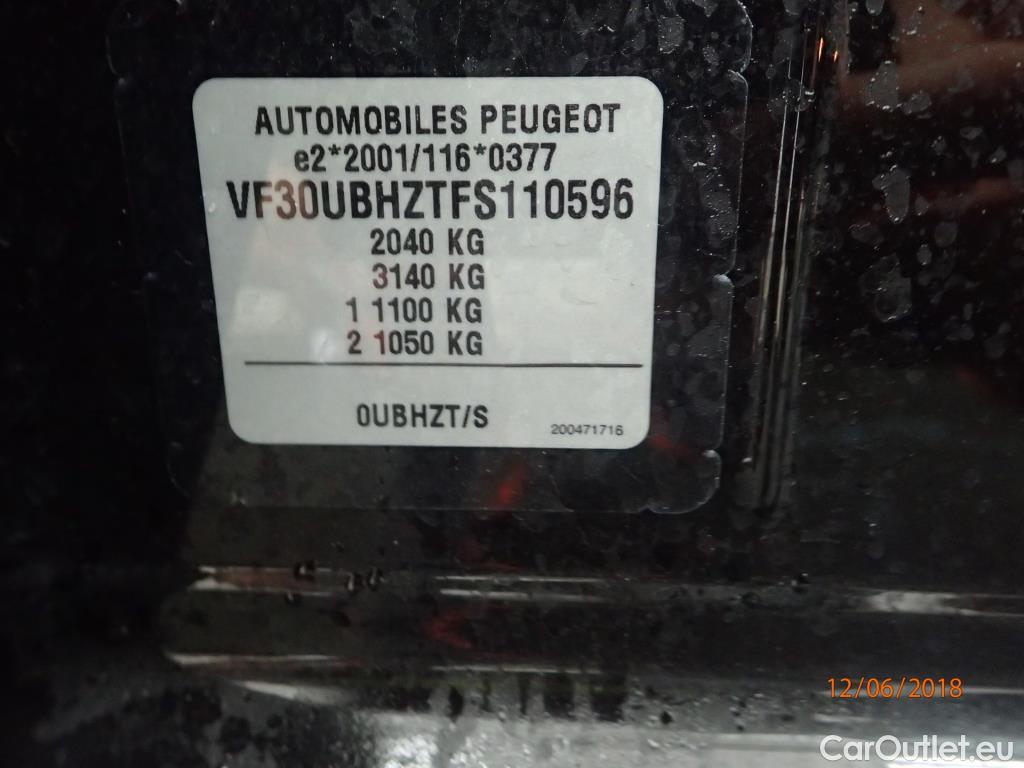 AUTOMOBILES PEUGEOT
e2*2001/116*0377
VF30UBHZTFS110596
2040 KG
3140 KG
1 1100 KG
2 1050 KG
0UBHZT/S
200471716
12/06/2018
CarOutlet.eu